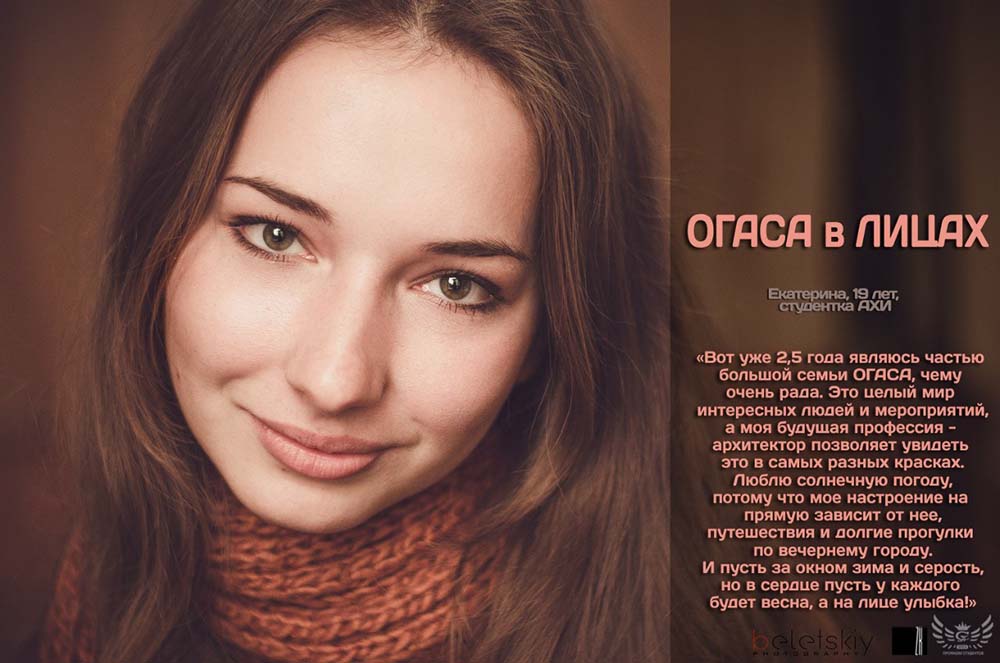 ОГАСА в ЛИЦАХ
Екатерина, 19 лет,
студентка АХИ
«Вот уже 2,5 года являюсь частью
большой семьи ОГАСА, чему
очень рада. Это целый мир
интересных людей и мероприятий,
а моя будущая профессия –
архитектор позволяет увидеть
это в самых разных красках.
Люблю солнечную погоду,
потому что мое настроение на
прямую зависит от нее,
путешествия и долгие прогулки
по вечернему городу.
И пусть за окном зима и серость,
но в сердце пусть у каждого
будет весна, а на лице улыбка!»
beletskiy
PHOTOGRAPHY